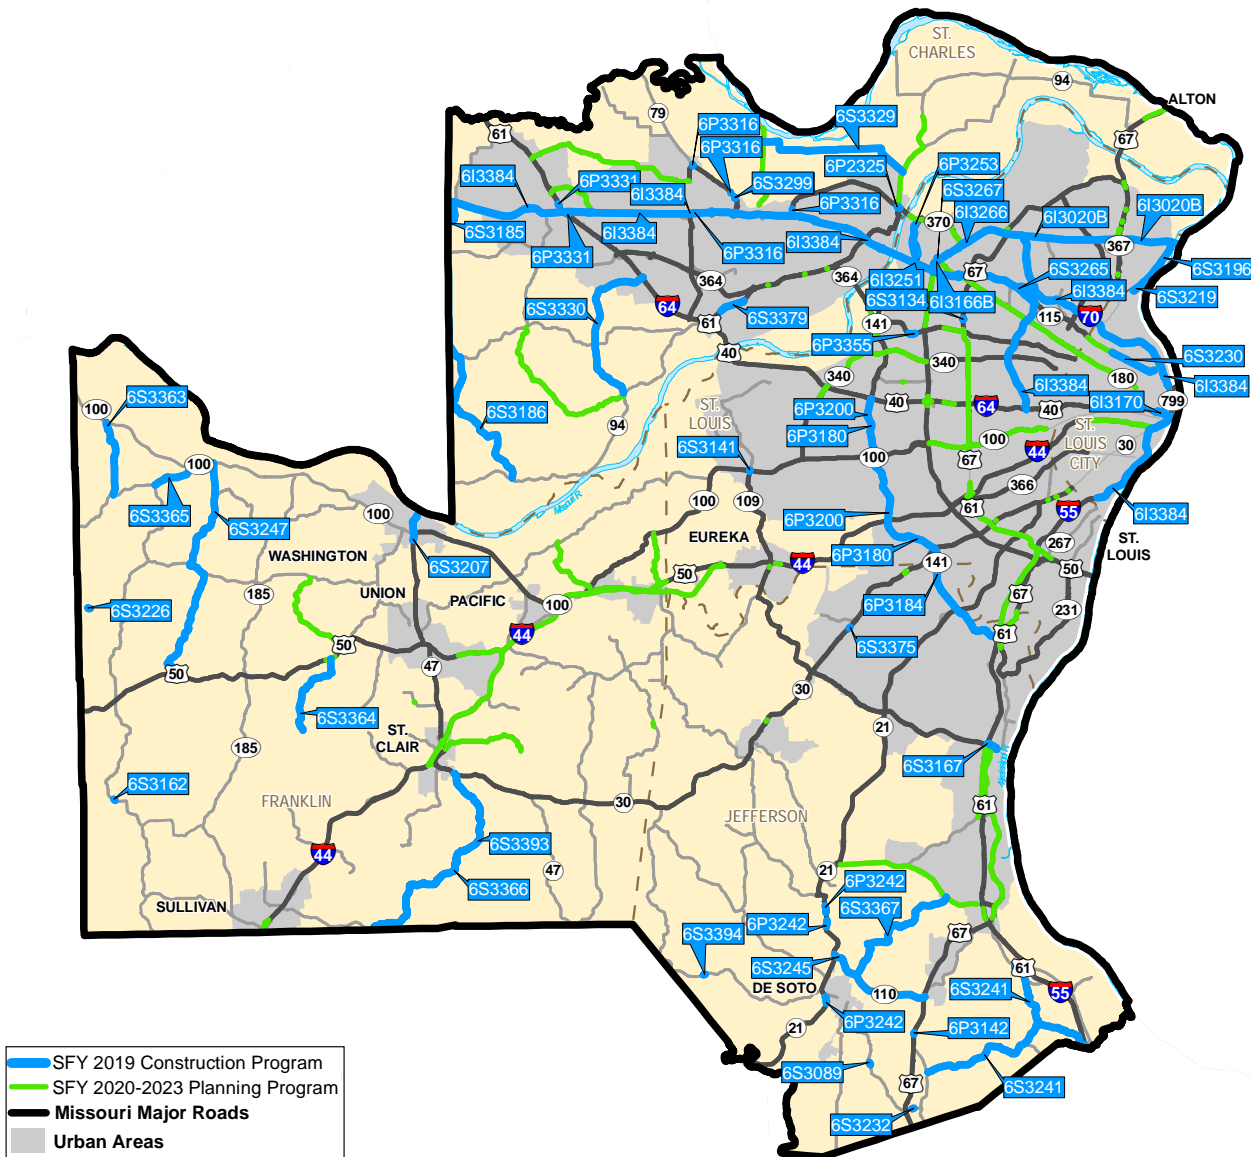 ST.
CHARLES
94
ALTON
79
61
67
6P3316
6S3329
6P3316
6P2325
6P3253
6I3384
6P3331
6I3384
6S3299
6S3267
6P3316
6I3266
6I3020B
6I3020B
370
367
6S3185
6P3331
6I3384
6P3316
6I3384
6I3251
67
6S3265
6S3196
364
364
6S3134
6I3166B
6I3384
6S3219
6S3330
64
61
6S3379
141
115
70
6P3355
40
340
340
6S3230
180
6I3384
100
6S3363
6S3186
ST.
LOUIS
6P3200
40
64
40
6I3170
799
94
6P3180
ST.
LOUIS
CITY
100
44
30
6S3141
100
67
366
100
6S3365
6S3247
Missouri R
100
109
61
55
6I3384
100
6P3200
ST.
LOUIS
WASHINGTON
6S3207
EUREKA
6P3180
267
44
50
141
50
185
UNION
PACIFIC
100
6P3184
67
231
6S3226
44
61
50
50
6S3375
47
30
6S3364
ST.
CLAIR
21
185
6S3167
6S3162
FRANKLIN
30
61
JEFFERSON
6S3393
44
47
21
6S3366
6P3242
SULLIVAN
6S3367
6P3242
67
6S3394
6S3245
61
DE SOTO
110
6S3241
55
21
6P3242
6P3142
6S3089
67
6S3241
6S3232
SFY 2019 Construction Program
SFY 2020-2023 Planning Program
Missouri Major Roads
Urban Areas